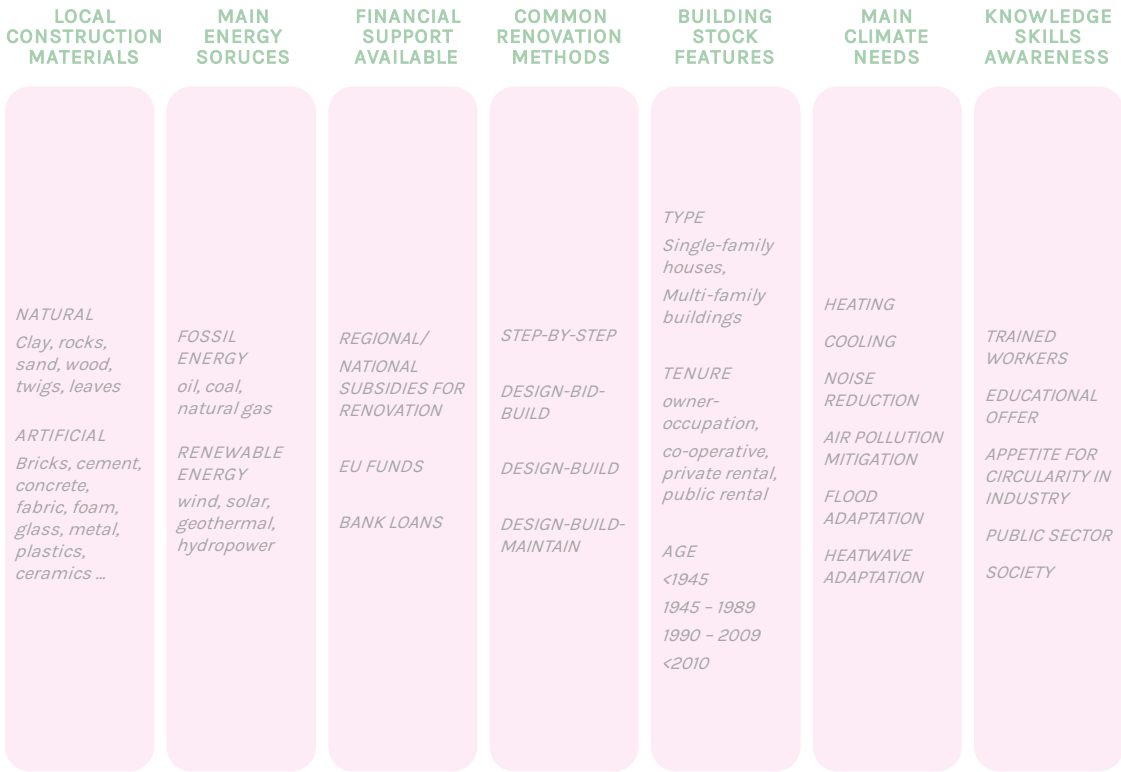 LOCAL
CONSTRUCTION
MATERIALS
MAIN
ENERGY
SORUCES
FINANCIAL
SUPPORT
AVAILABLE
COMMON
RENOVATION
METHODS
BUILDING
STOCK
FEATURES
MAIN
CLIMATE
NEEDS
KNOWLEDGE
SKILLS
AWARENESS
NATURAL
Clay, rocks,
sand, wood,
twigs, leaves
ARTIFICIAL
Bricks, cement,
concrete,
fabric, foam,
glass, metal,
plastics,
ceramics ...
FOSSIL
ENERGY
oil, coal,
natural gas
RENEWABLE
ENERGY
wind, solar,
geothermal,
hydropower
REGIONAL/
NATIONAL
SUBSIDIES FOR
RENOVATION
EU FUNDS
BANK LOANS
STEP-BY-STEP
DESIGN-BID-
BUILD
DESIGN-BUILD
DESIGN-BUILD-
MAINTAIN
TYPE
Single-family
houses,
Multi-family
buildings
TENURE
owner-
occupation,
co-operative,
private rental,
public rental
AGE
<1945
1945 – 1989
1990 – 2009
<2010
HEATING
COOLING
NOISE
REDUCTION
AIR POLLUTION
MITIGATION
FLOOD
ADAPTATION
HEATWAVE
ADAPTATION
TRAINED
WORKERS
EDUCATIONAL
OFFER
APPETITE FOR
CIRCULARITY IN
INDUSTRY
PUBLIC SECTOR
SOCIETY